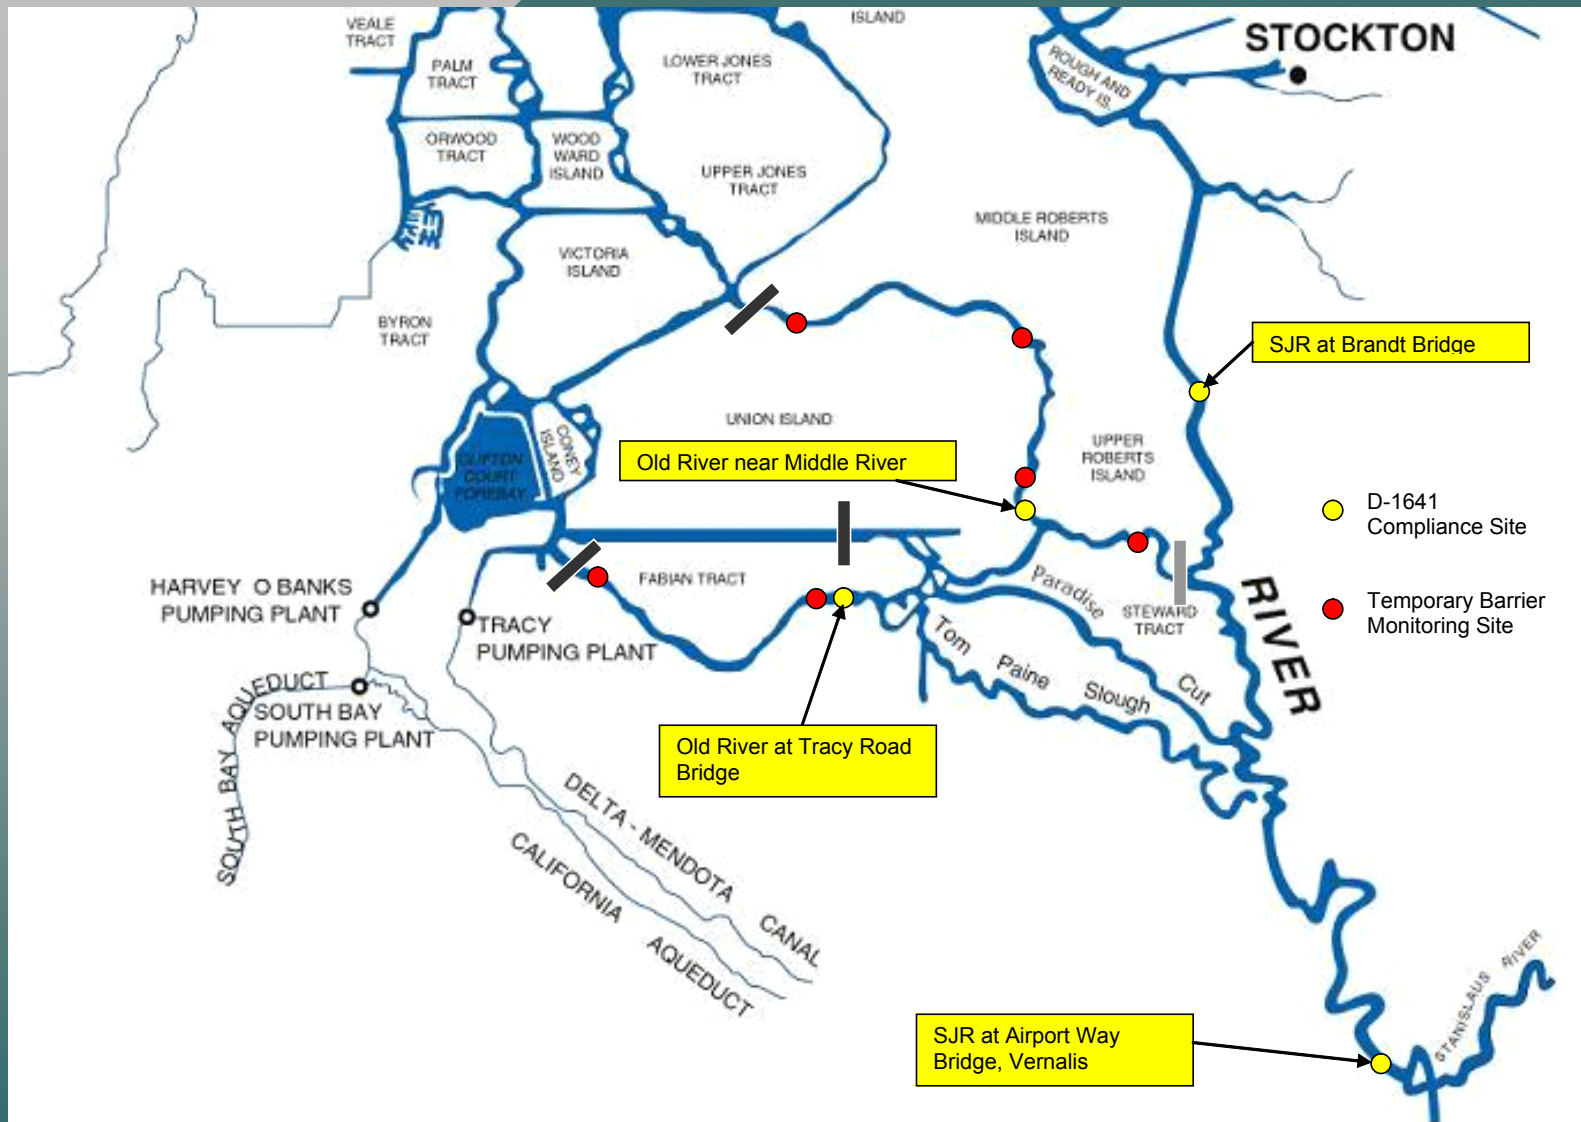 VEALE
TRACT
ISLAND
STOCKTON
PALM
TRACT
LOWER JONES
TRACT
ROUGH AND
READY IS.
ORWOOD
TRACT
WOOD
WARD
ISLAND
UPPER JONES
TRACT
MIDDLE ROBERTS
ISLAND
VICTORIA
ISLAND
BYRON
TRACT
SJR at Brandt Bridge
UNION ISLAND
CONEY
ISLAND
UPPER
ROBERTS
ISLAND
Old River near Middle River
CLIFTON
COURT
FOREBAY
D-1641
Compliance Site
HARVEY O BANKS
PUMPING PLANT
FABIAN TRACT
Paradise Cut
STEWARD
TRACT
RIVER
Temporary Barrier
Monitoring Site
TRACY
PUMPING PLANT
Tom Paine Slough
SOUTH BAY AQUEDUCT
SOUTH BAY
PUMPING PLANT
Old River at Tracy Road
Bridge
DELTA - MENDOTA CANAL
CALIFORNIA AQUEDUCT
STANISLAUS RIVER
SJR at Airport Way
Bridge, Vernalis